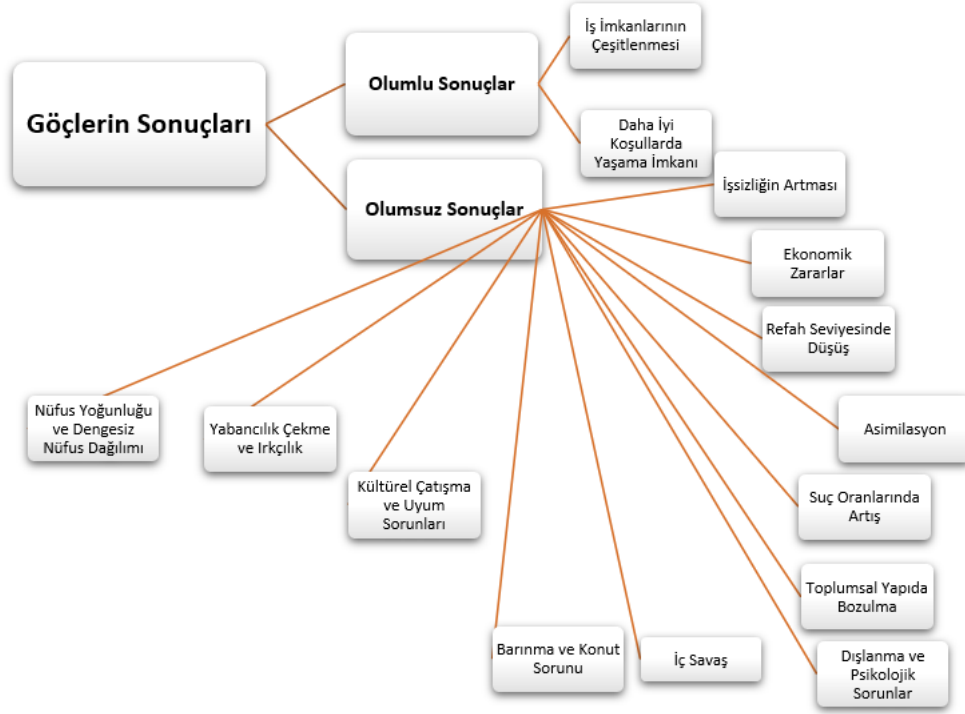 Göçlerin Sonuçları
Olumlu Sonuçlar
İş İmkanlarının
Çeşitlenmesi
Daha İyi
Koşullarda
Yaşama İmkanı
Olumsuz Sonuçlar
İşsizliğin Artması
Ekonomik
Zararlar
Refah Seviyesinde
Düşüş
Asimilasyon
Suç Oranlarında
Artış
Toplumsal Yapıda
Bozulma
Dışlanma ve
Psikolojik
Sorunlar
İç Savaş
Barınma ve Konut
Sorunu
Kültürel Çatışma
ve Uyum
Sorunları
Yabancılık Çekme
ve Irkçılık
Nüfus Yoğunluğu
ve Dengesiz
Nüfus Dağılımı